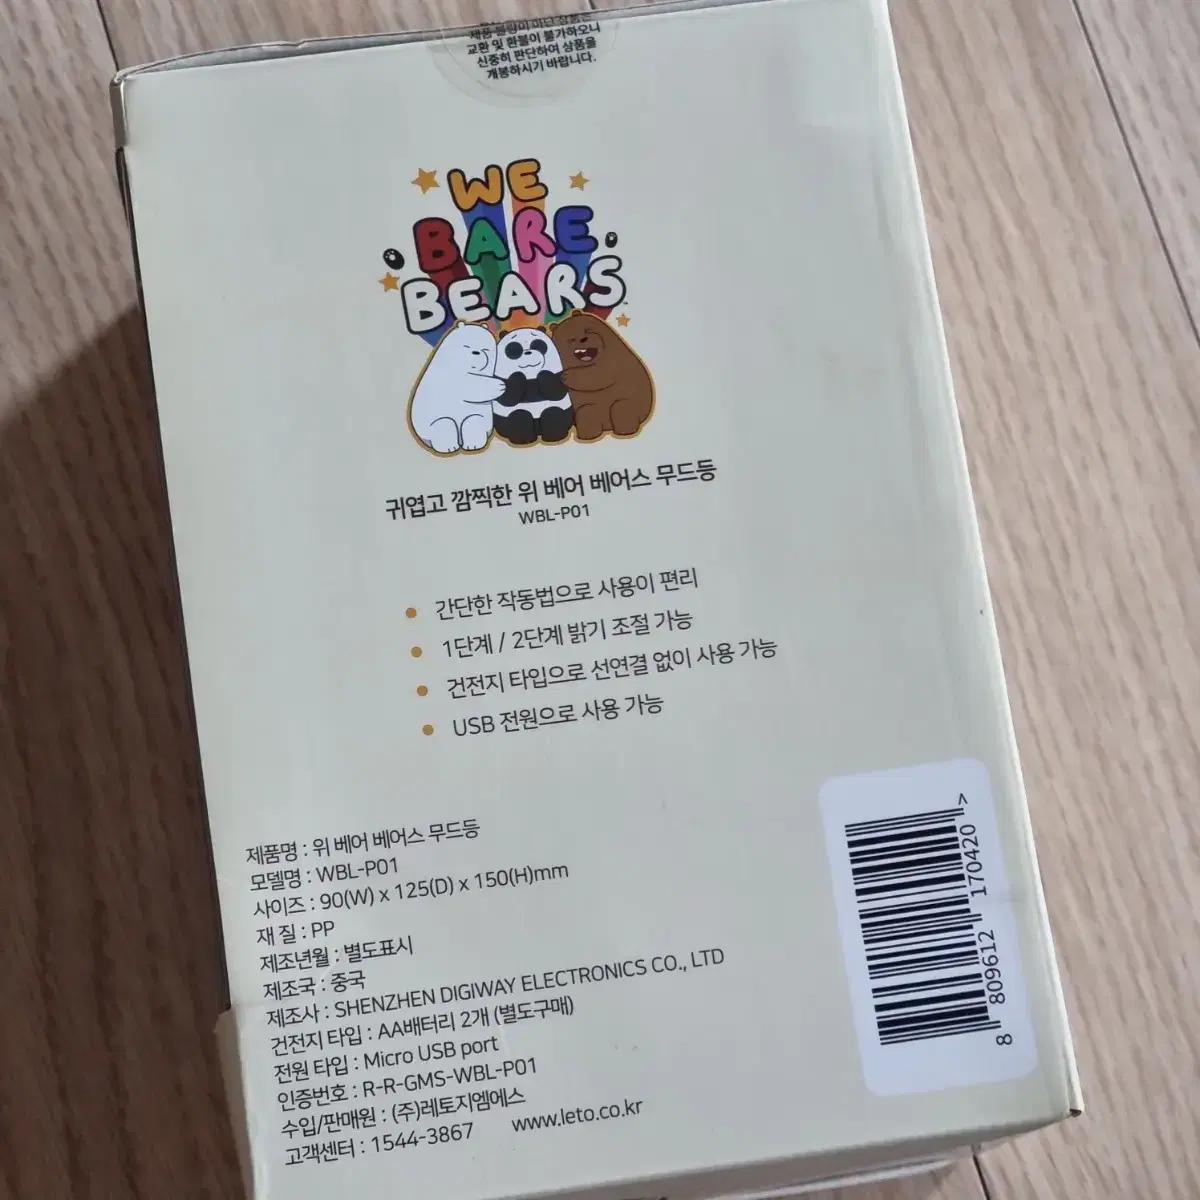 제품 불량이 아닌 상품은
교환 및 환불이 불가하오니
신중히 판단하여 상품을
개봉하시기 바랍니다.
WE
BARE
BEARS
귀엽고 깜찍한 위 베어 베어스 무드등
WBL-P01
간단한 작동법으로 사용이 편리
1단계 / 2단계 밝기 조절 가능
건전지 타입으로 선연결 없이 사용 가능
USB 전원으로 사용 가능
제품명 : 위 베어 베어스 무드등
모델명 : WBL-P01
사이즈 : 90(W) x 125(D) x 150(H)mm
재 질 : PP
제조년월 : 별도표시
제조국 : 중국
제조사 : SHENZHEN DIGIWAY ELECTRONICS CO., LTD
건전지 타입 : AA배터리 2개 (별도구매)
전원 타입 : Micro USB port
인증번호 : R-R-GMS-WBL-P01
수입/판매원 : (주)레토지엠에스
고객센터 : 1544-3867
www.leto.co.kr
8 809612 170420 >